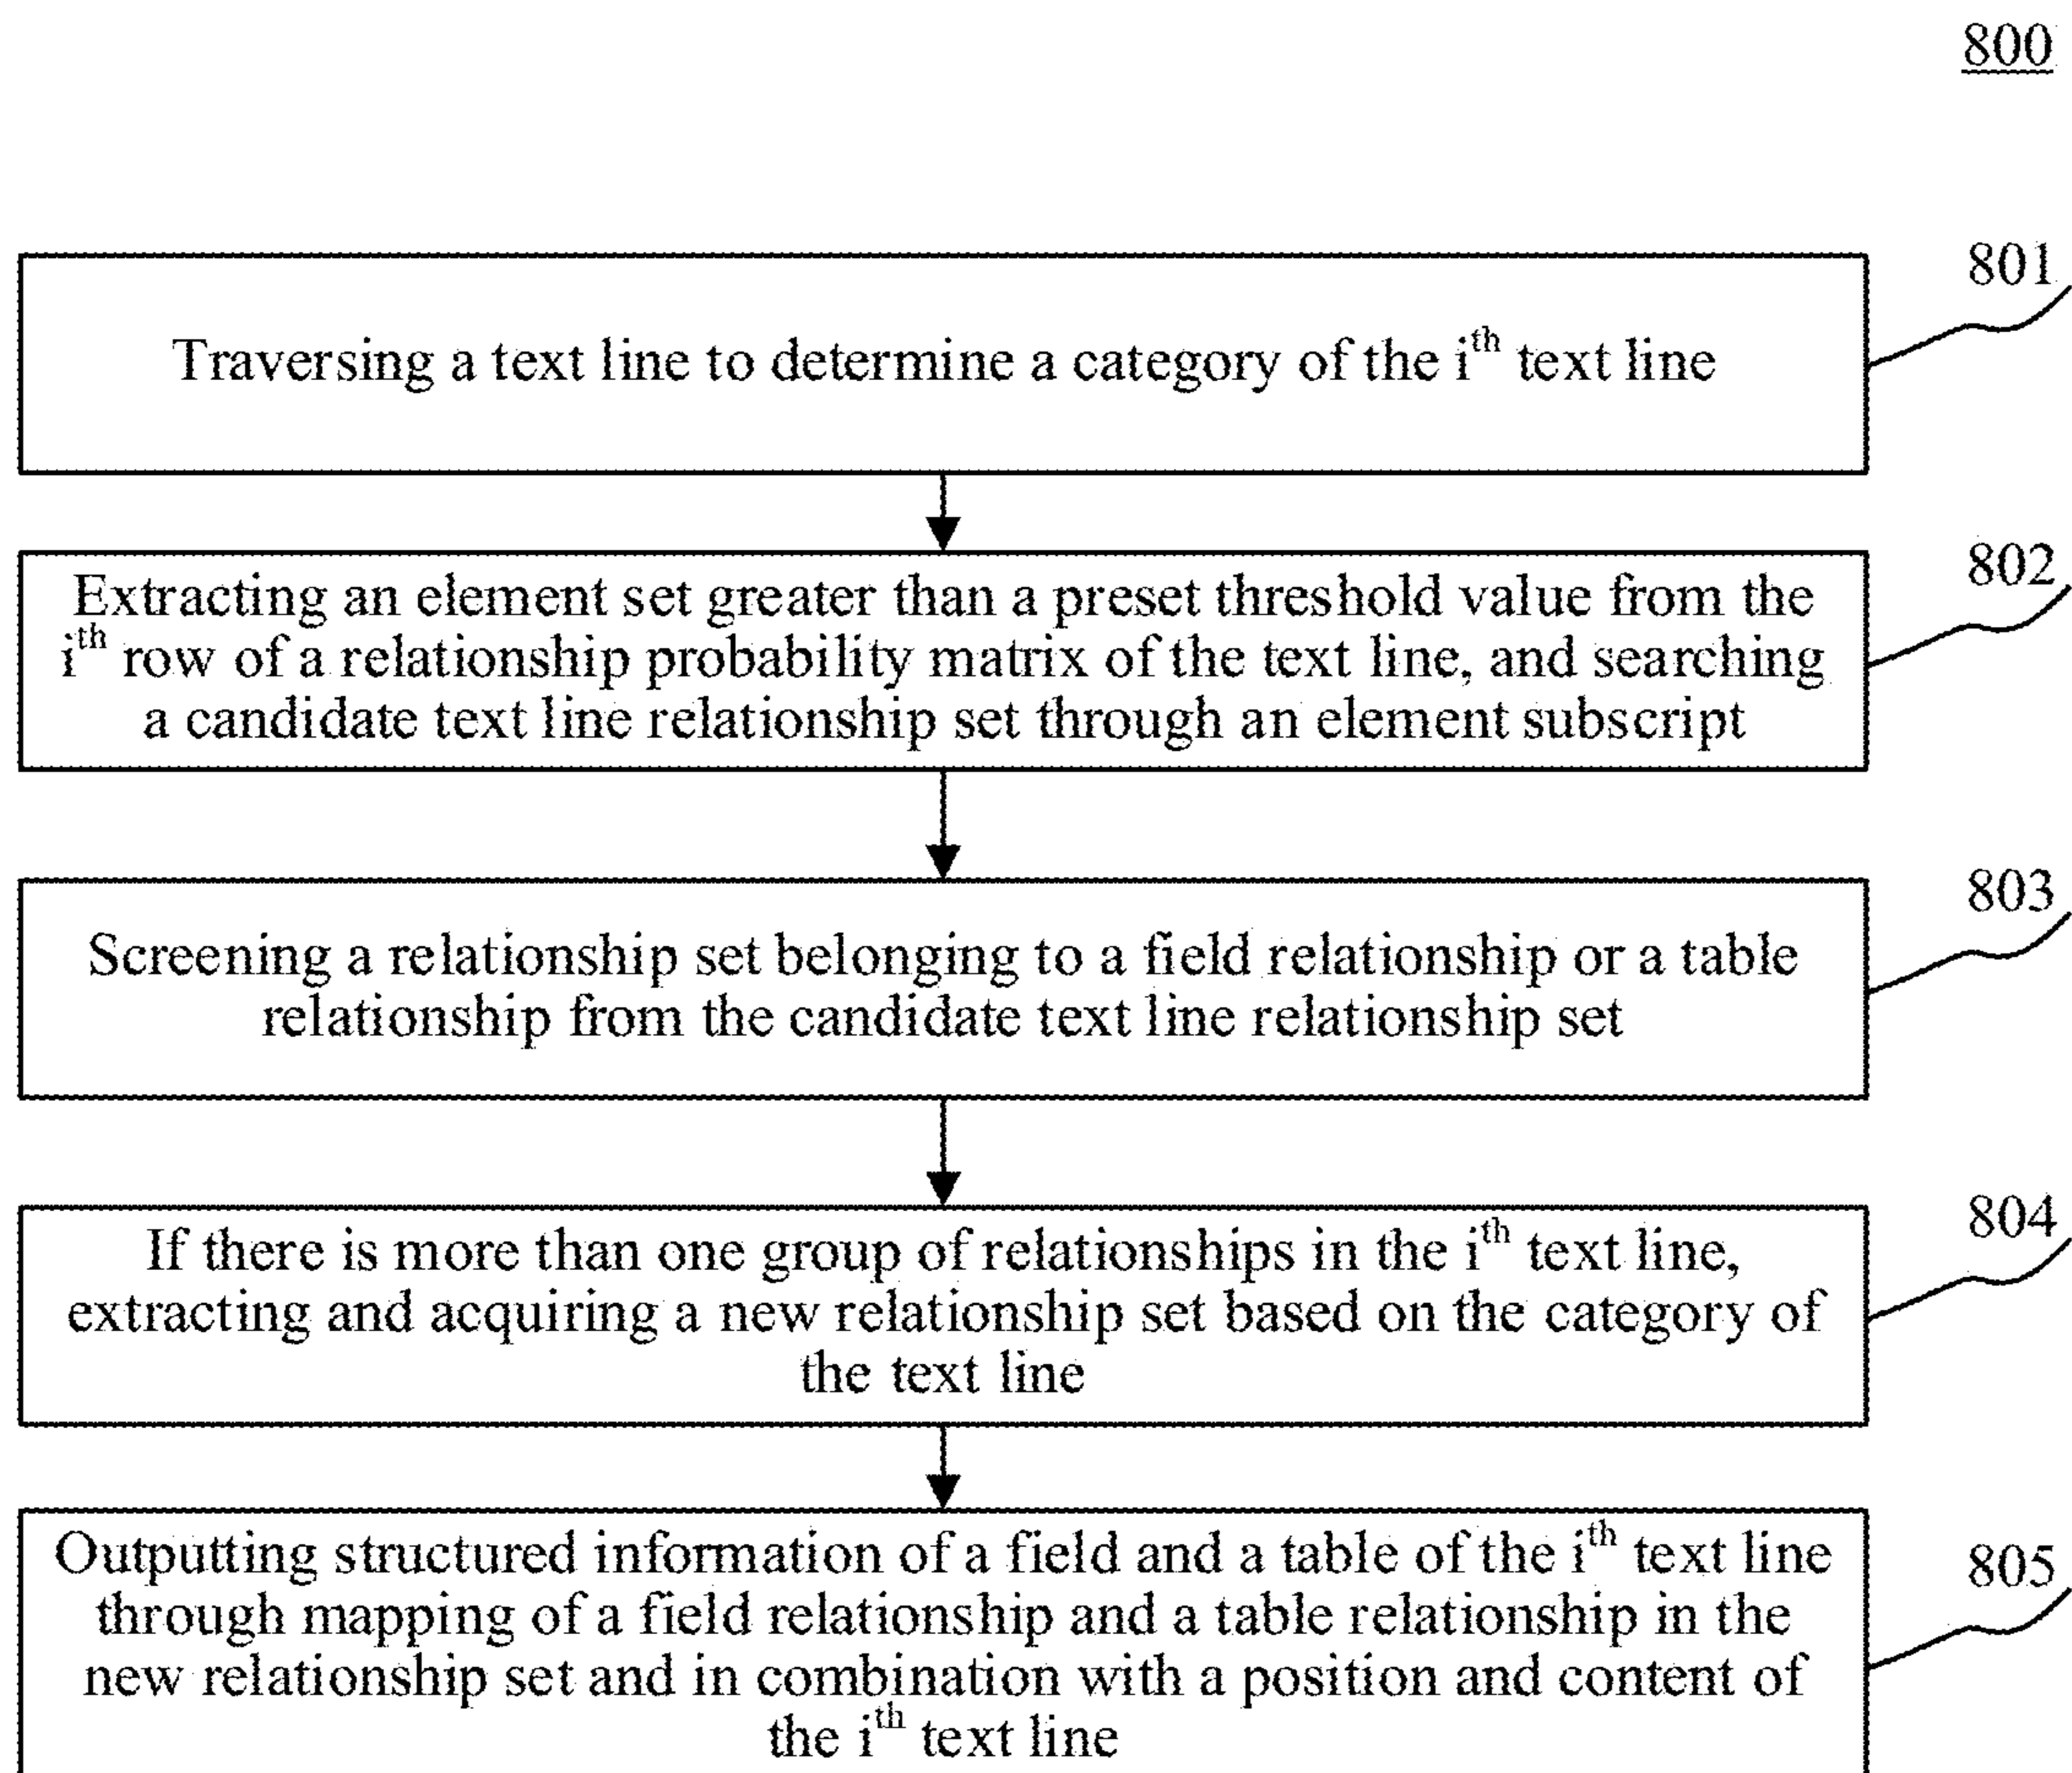 800
801
Traversing a text line to determine a category of the iᵗʰ text line
802
Extracting an element set greater than a preset threshold value from the
iᵗʰ row of a relationship probability matrix of the text line, and searching
a candidate text line relationship set through an element subscript
803
Screening a relationship set belonging to a field relationship or a table
relationship from the candidate text line relationship set
804
If there is more than one group of relationships in the iᵗʰ text line,
extracting and acquiring a new relationship set based on the category of
the text line
805
Outputting structured information of a field and a table of the iᵗʰ text line
through mapping of a field relationship and a table relationship in the
new relationship set and in combination with a position and content of
the iᵗʰ text line